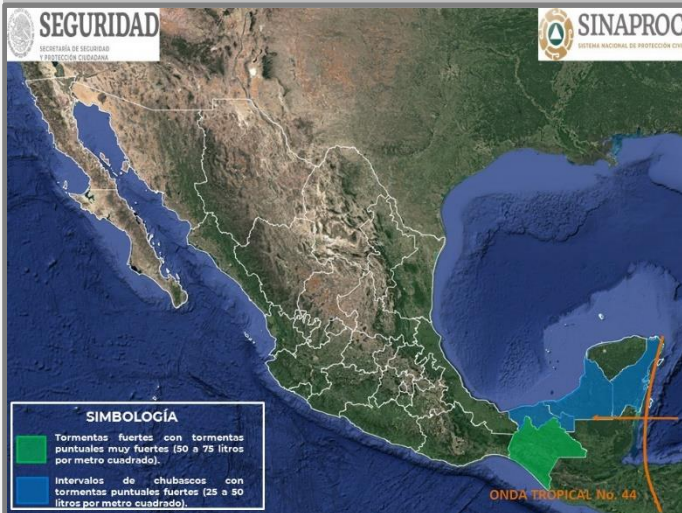 SEGURIDAD
SECRETARÍA DE SEGURIDAD
Y PROTECCIÓN CIUDADANA
SINAPROC
SISTEMA NACIONAL DE PROTECCIÓN CIVIL
SIMBOLOGÍA
Tormentas fuertes con tormentas
puntuales muy fuertes (50 a 75 litros
por metro cuadrado).
Intervalos de chubascos con
tormentas puntuales fuertes (25 a 50
litros por metro cuadrado).
ONDA TROPICAL No. 44